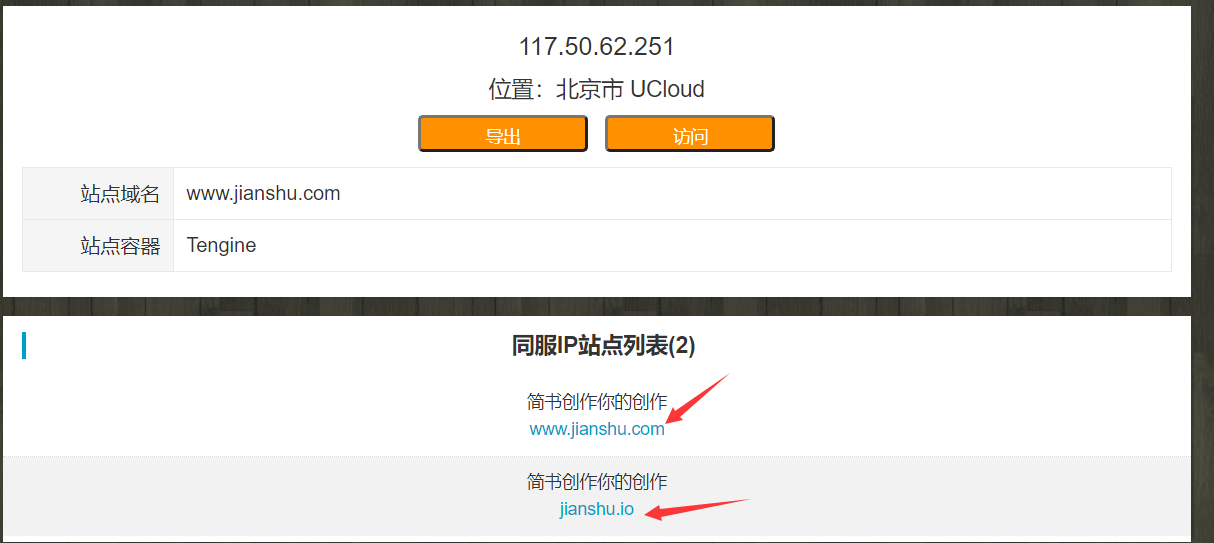 117.50.62.251
位置：北京市 UCloud
导出 访问
站点域名 www.jianshu.com
站点容器 Tengine
同服IP站点列表(2)
简书创作你的创作
www.jianshu.com
简书创作你的创作
jianshu.io